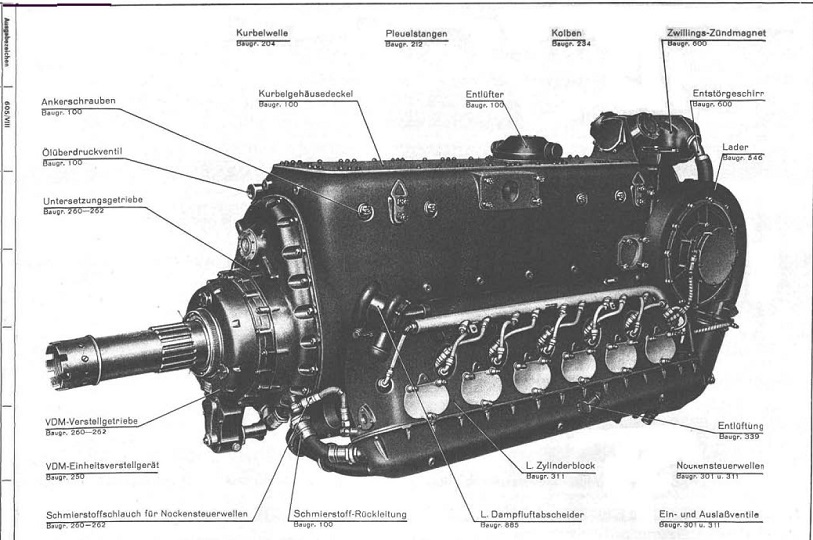 Kurbelwelle
Baugr. 204
Pleuelstangen
Baugr. 212
Kolben
Baugr. 234
Zwillings-Zündmagnet
Baugr. 600
Ausgabezeichen 605/VIII
Ankerschrauben
Baugr. 100
Kurbelgehäusedeckel
Baugr. 100
Entlüfter
Baugr. 100
Entstörgeschirr
Baugr. 600
Ölüberdruckventil
Baugr. 100
Lader
Baugr. 546
Untersetzungsgetriebe
Baugr. 260—262
VDM-Verstellgetriebe
Baugr. 260—262
Entlüftung
Baugr. 339
VDM-Einheitsverstellgerät
Baugr. 250
L. Zylinderblock
Baugr. 311
Nockensteuerwellen
Baugr. 301 u. 311
Schmierstoffschlauch für Nockensteuerwellen
Baugr. 260—262
Schmierstoff-Rückleitung
Baugr. 100
L. Dampfluftabscheider
Baugr. 885
Ein- und Auslaßventile
Baugr. 301 u. 311